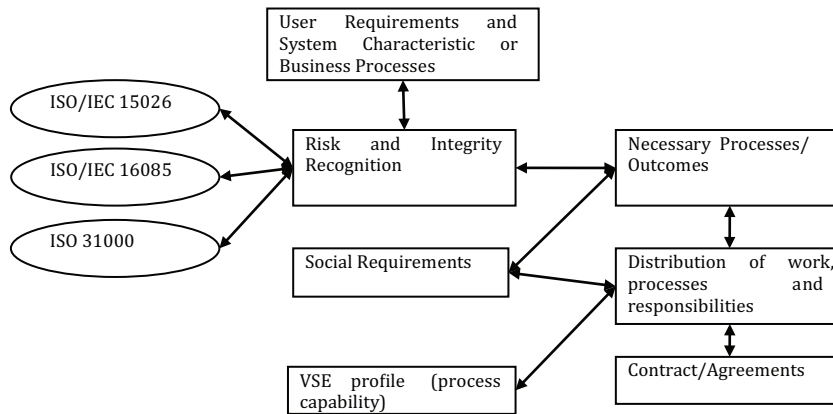 User Requirements and
System Characteristic or
Business Processes
ISO/IEC 15026
Risk and Integrity
Recognition
Necessary Processes/
Outcomes
ISO/IEC 16085
ISO 31000
Social Requirements
Distribution of work,
processes and
responsibilities
VSE profile (process
capability)
Contract/Agreements